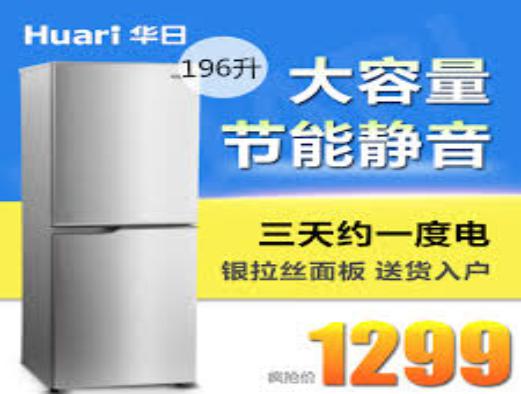 Huari 华日
196升
大容量
节能静音
三天约一度电
银拉丝面板 送货入户
疯抢价 1299